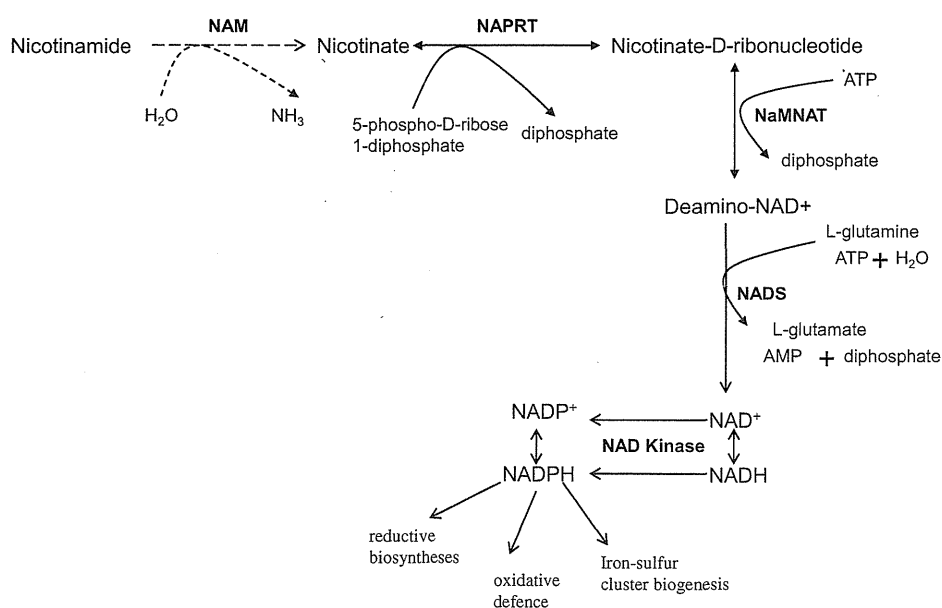 NAM
NAPRT
Nicotinamide
Nicotinate
Nicotinate-D-ribonucleotide
H₂O
NH₃
5-phospho-D-ribose
1-diphosphate
diphosphate
ATP
NaMNAT
diphosphate
Deamino-NAD+
L-glutamine
ATP + H₂O
NADS
L-glutamate
AMP + diphosphate
NADP⁺
NAD⁺
NAD Kinase
NADPH
NADH
reductive
biosyntheses
oxidative
defence
Iron-sulfur
cluster biogenesis